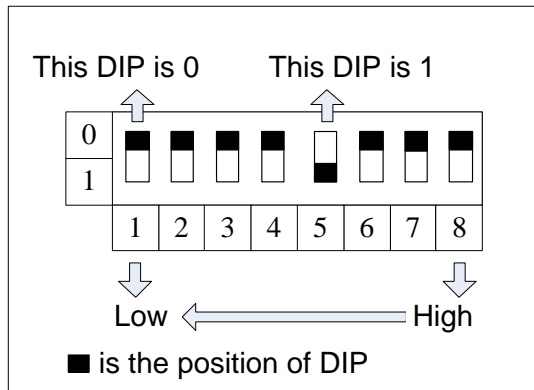 This DIP is 0 This DIP is 1
0
1
1 2 3 4 5 6 7 8
Low High
is the position of DIP